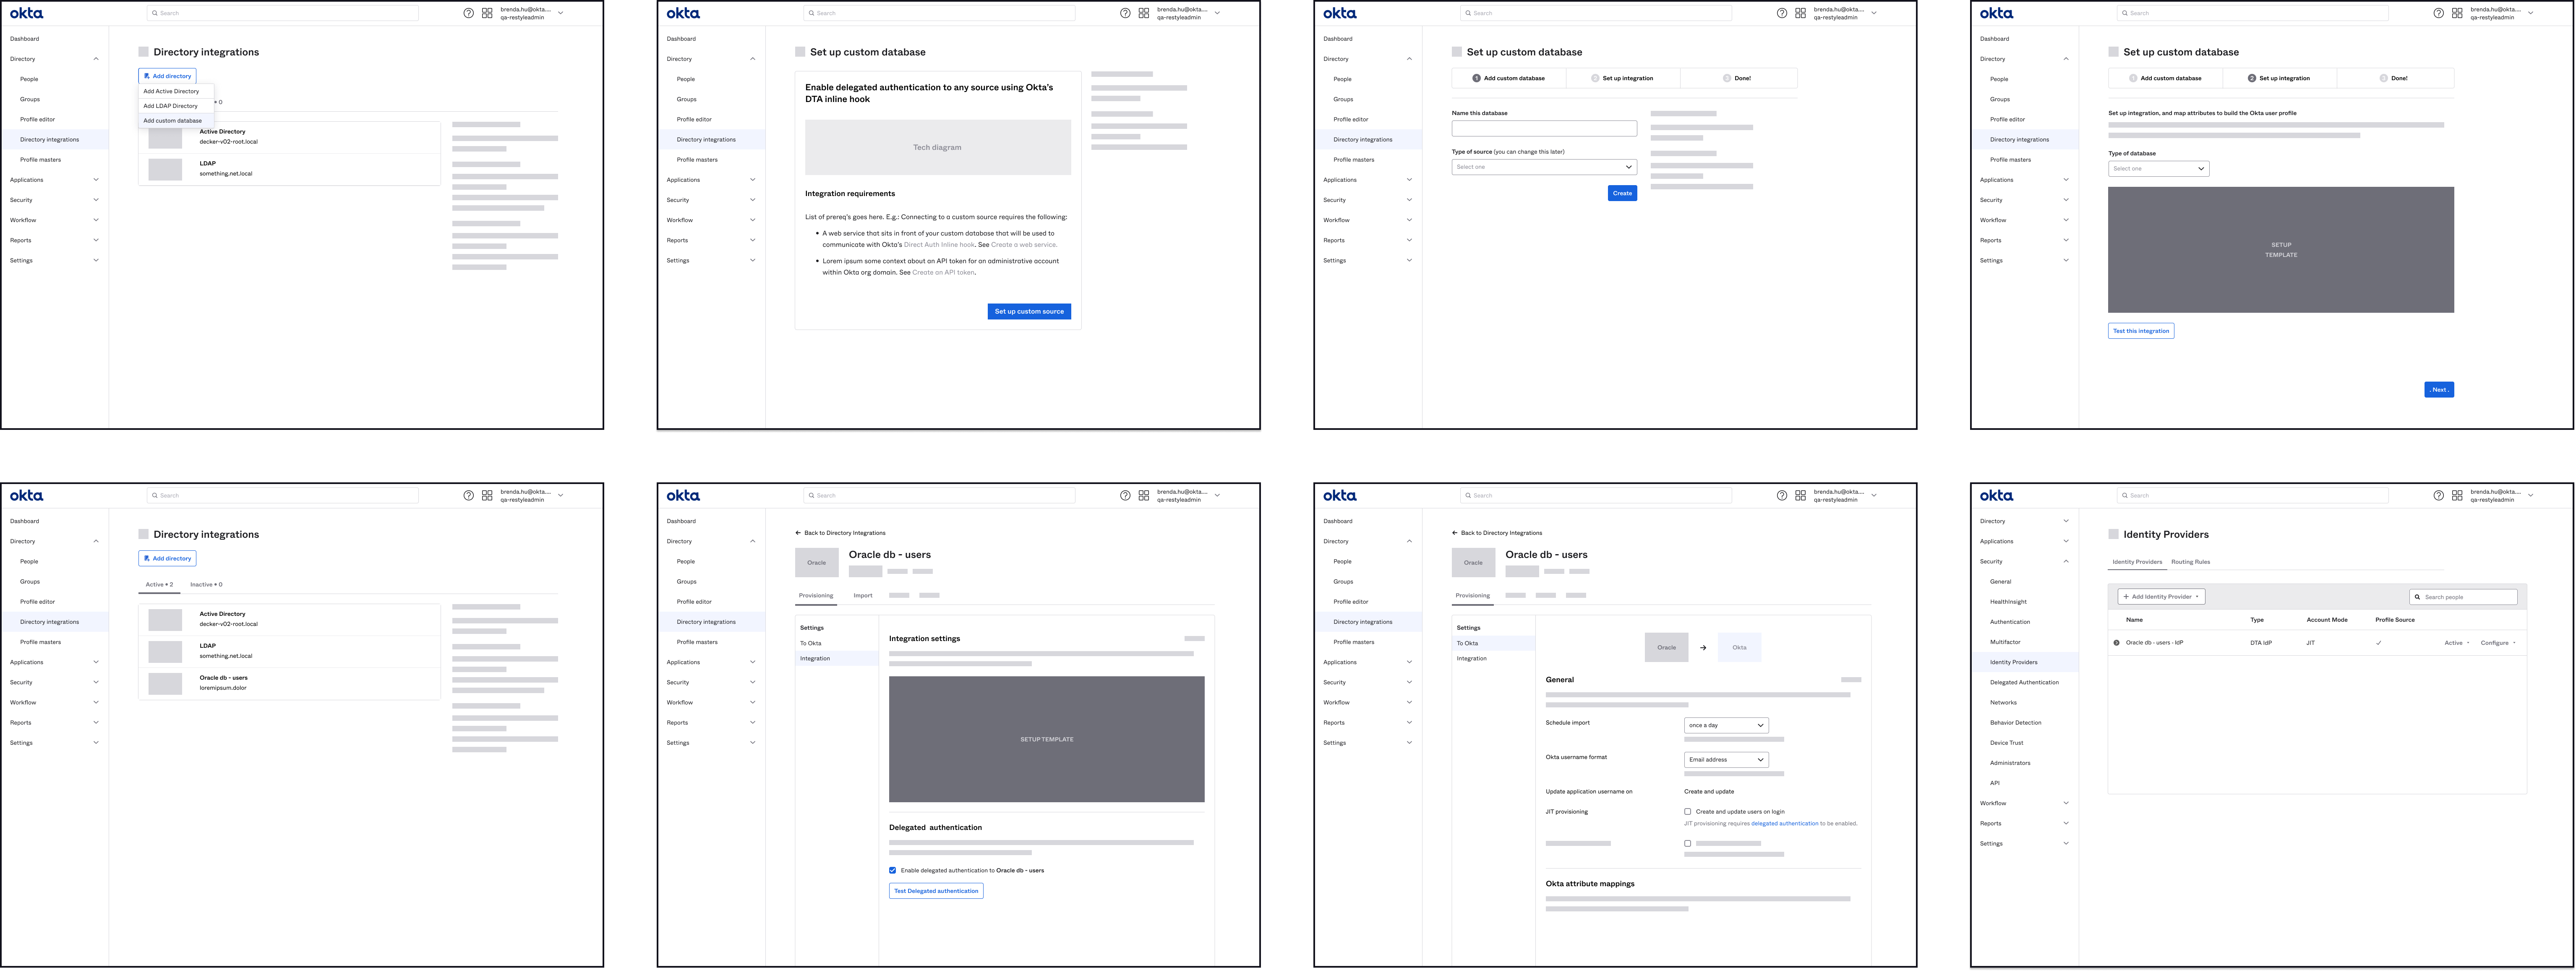 okta
Search
brenda.hu@okta....
qa-restyleadmin
Dashboard
Directory
People
Groups
Profile editor
Directory integrations
Profile masters
Applications
Security
Workflow
Reports
Settings
Directory integrations
Add directory
Add Active Directory
Add LDAP Directory
Add custom database
• 0
Active Directory
decker-v02-root.local
LDAP
something.net.local
okta
Search
brenda.hu@okta....
qa-restyleadmin
Dashboard
Directory
People
Groups
Profile editor
Directory integrations
Profile masters
Applications
Security
Workflow
Reports
Settings
Set up custom database
Enable delegated authentication to any source using Okta's
DTA inline hook
Tech diagram
Integration requirements
List of prereq's goes here. E.g.: Connecting to a custom source requires the following:
• A web service that sits in front of your custom database that will be used to
communicate with Okta's Direct Auth Inline hook. See Create a web service.
• Lorem ipsum some context about an API token for an administrative account
within Okta org domain. See Create an API token.
Set up custom source
okta
Search
brenda.hu@okta....
qa-restyleadmin
Dashboard
Directory
People
Groups
Profile editor
Directory integrations
Profile masters
Applications
Security
Workflow
Reports
Settings
Set up custom database
1 Add custom database
2 Set up integration
3 Done!
Name this database
Type of source (you can change this later)
Select one
Create
okta
Search
brenda.hu@okta....
qa-restyleadmin
Dashboard
Directory
People
Groups
Profile editor
Directory integrations
Profile masters
Applications
Security
Workflow
Reports
Settings
Set up custom database
1 Add custom database
2 Set up integration
3 Done!
Set up integration, and map attributes to build the Okta user profile
Type of database
Select one
SETUP
TEMPLATE
Test this integration
. Next .
okta
Search
brenda.hu@okta....
qa-restyleadmin
Dashboard
Directory
People
Groups
Profile editor
Directory integrations
Profile masters
Applications
Security
Workflow
Reports
Settings
Directory integrations
Add directory
Active • 2
Inactive • 0
Active Directory
decker-v02-root.local
LDAP
something.net.local
Oracle db - users
loremipsum.dolor
okta
Search
brenda.hu@okta....
qa-restyleadmin
Dashboard
Directory
People
Groups
Profile editor
Directory integrations
Profile masters
Applications
Security
Workflow
Reports
Settings
← Back to Directory Integrations
Oracle
Oracle db - users
Provisioning
Import
Settings
To Okta
Integration
Integration settings
SETUP TEMPLATE
Delegated authentication
Enable delegated authentication to Oracle db - users
Test Delegated authentication
okta
Search
brenda.hu@okta....
qa-restyleadmin
Dashboard
Directory
People
Groups
Profile editor
Directory integrations
Profile masters
Applications
Security
Workflow
Reports
Settings
← Back to Directory Integrations
Oracle
Oracle db - users
Provisioning
Settings
To Okta
Integration
Oracle → Okta
General
Schedule import
once a day
Okta username format
Email address
Update application username on
Create and update
JIT provisioning
Create and update users on login
JIT provisioning requires delegated authentication to be enabled.
Okta attribute mappings
okta
Search
brenda.hu@okta....
qa-restyleadmin
Directory
Applications
Security
General
HealthInsight
Authentication
Multifactor
Identity Providers
Delegated Authentication
Networks
Behavior Detection
Device Trust
Administrators
API
Workflow
Reports
Settings
Identity Providers
Identity Providers
Routing Rules
+ Add Identity Provider
Search people
Name
Type
Account Mode
Profile Source
Oracle db - users - IdP
DTA IdP
JIT
Active
Configure